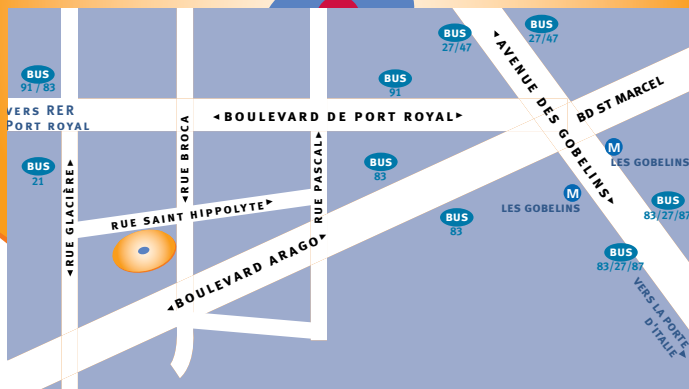 BUS
27/47
BUS
27/47
BUS
91 / 83
BUS
91
AVENUE DES GOBELINS
BD ST MARCEL
VERS RER
PORT ROYAL
BOULEVARD DE PORT ROYAL
RUE BROCA
RUE PASCAL
RUE GLACIÈRE
BUS
21
BUS
83
M
LES GOBELINS
M
LES GOBELINS
RUE SAINT HIPPOLYTE
BUS
83
BUS
83/27/87
BOULEVARD ARAGO
BUS
83/27/87
VERS LA PORTE
D'ITALIE